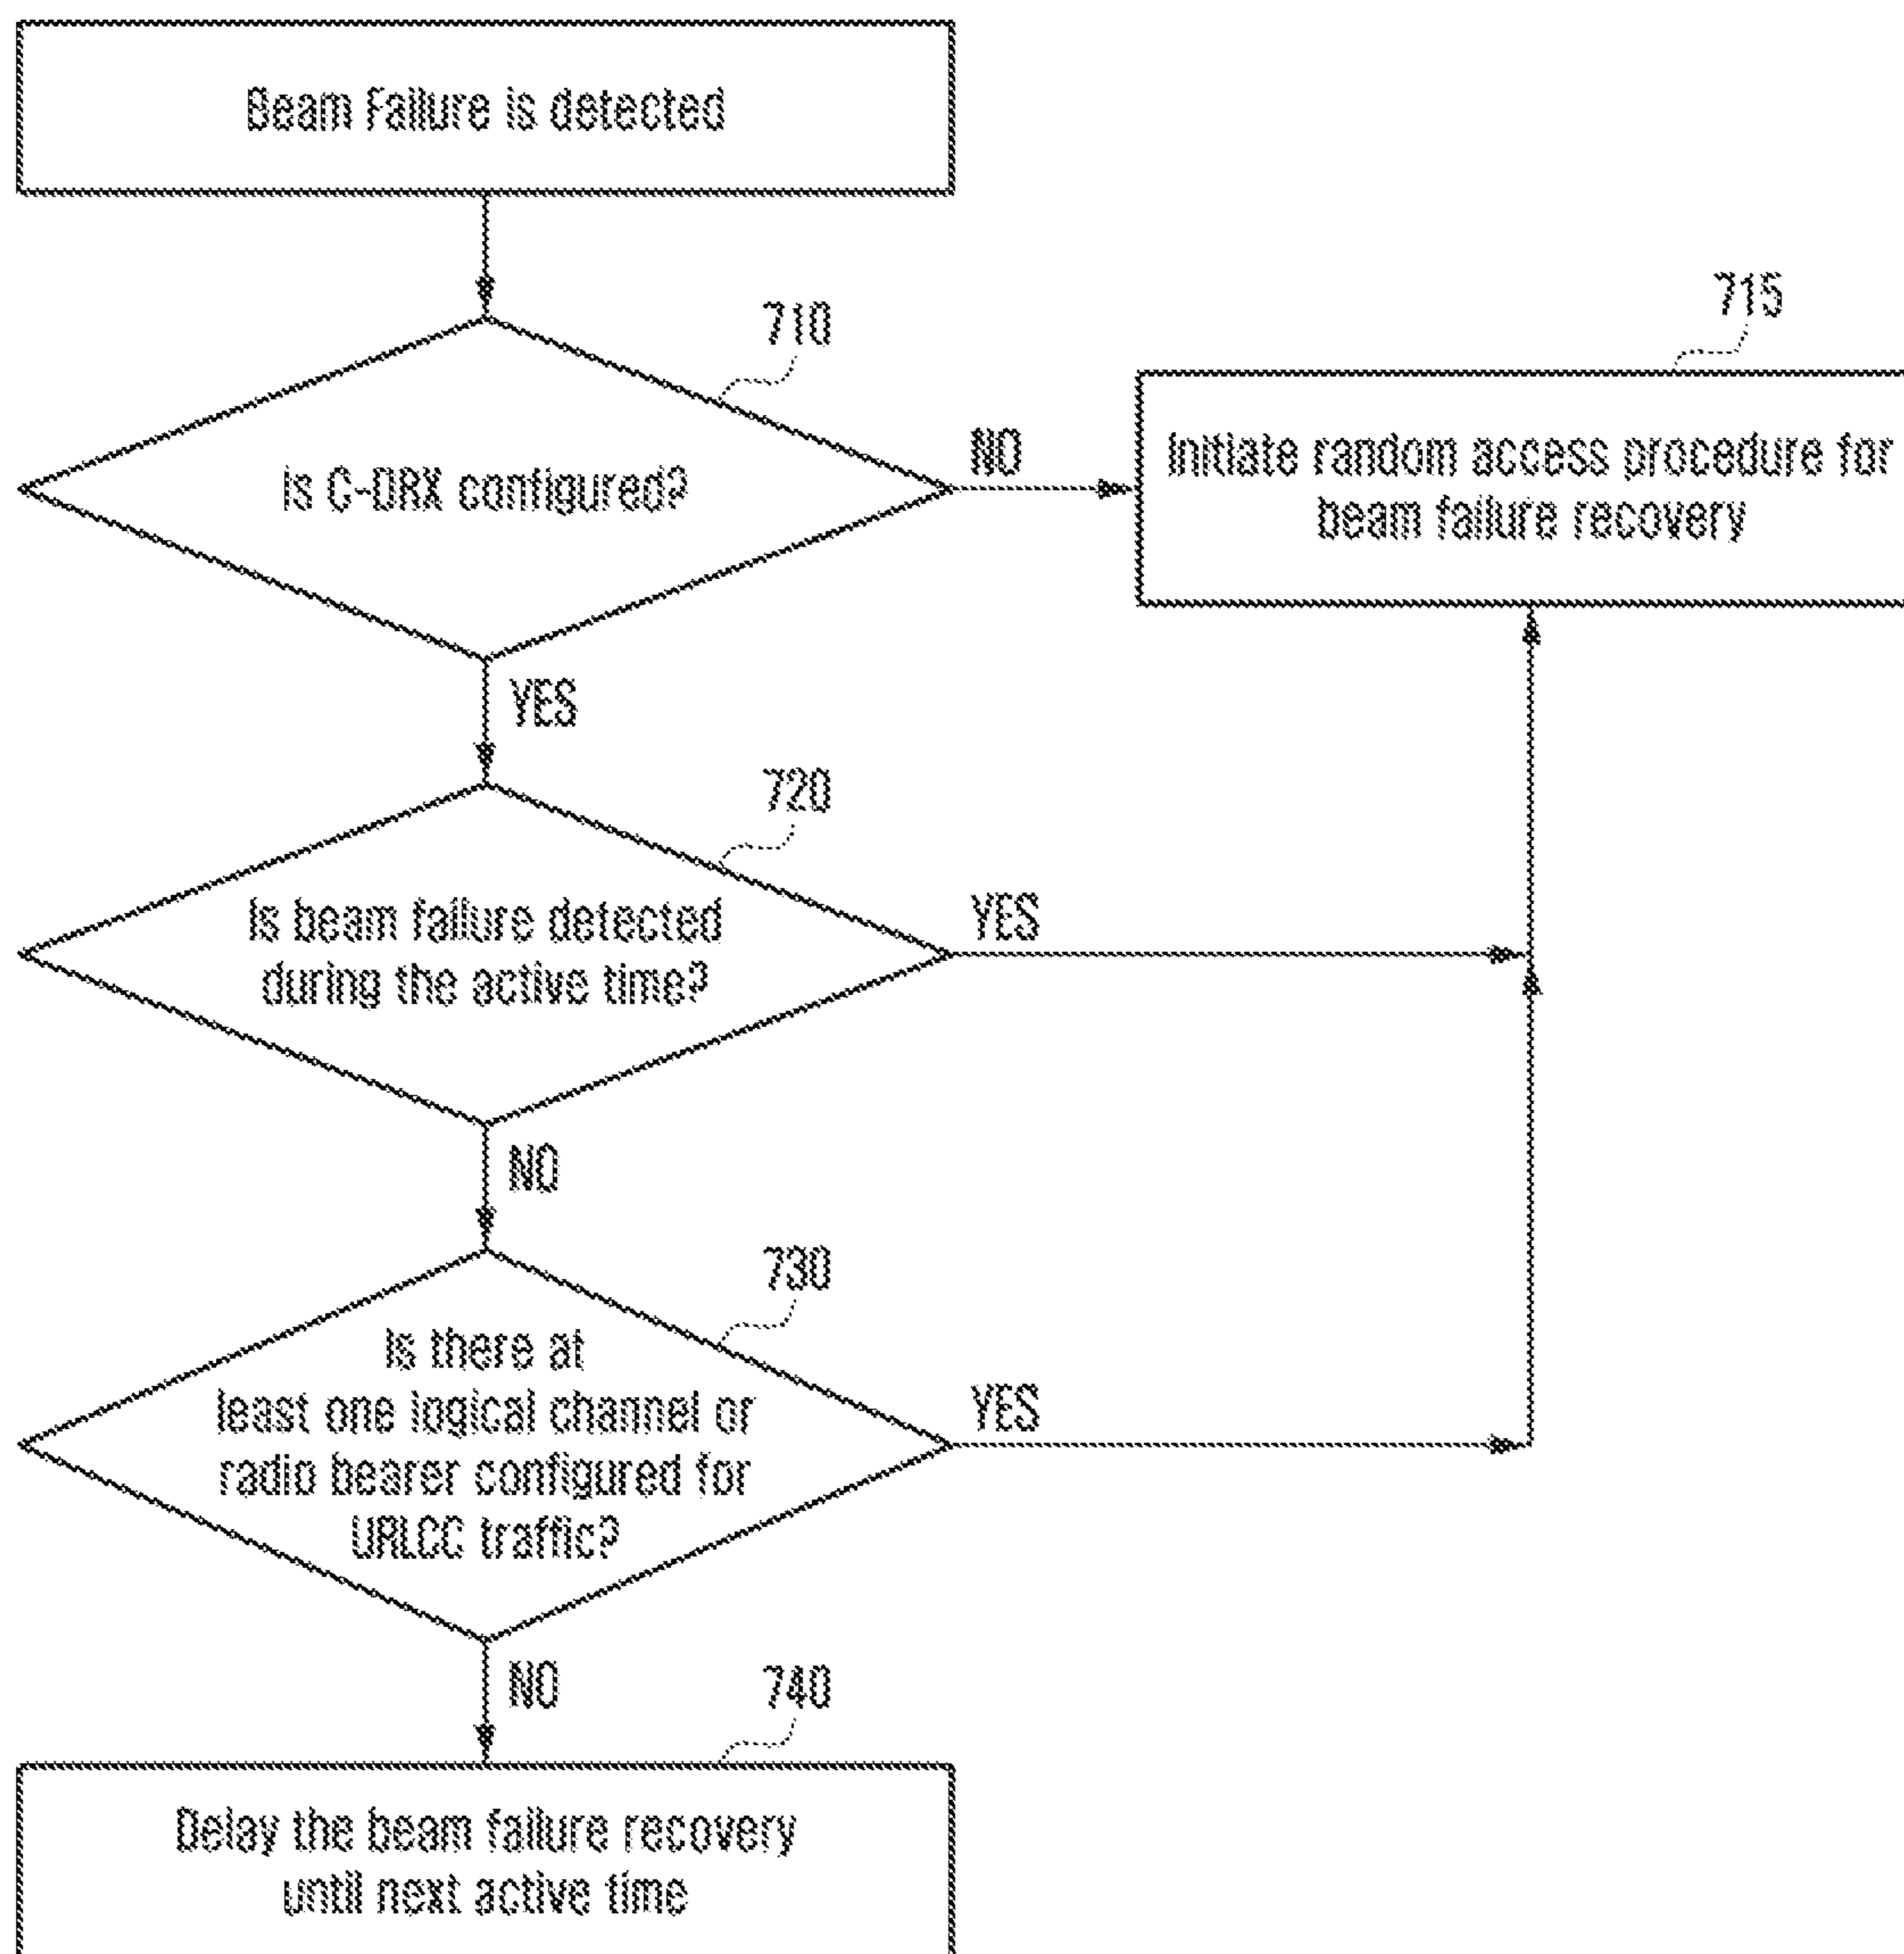 Beam Failure is detected
710
715
Is C-DRX configured?
NO
Initiate random access procedure for
beam failure recovery
YES
720
Is beam failure detected
during the active time?
YES
NO
730
Is there at
least one logical channel or
radio bearer configured for
URLCC traffic?
YES
NO
740
Delay the beam failure recovery
until next active time